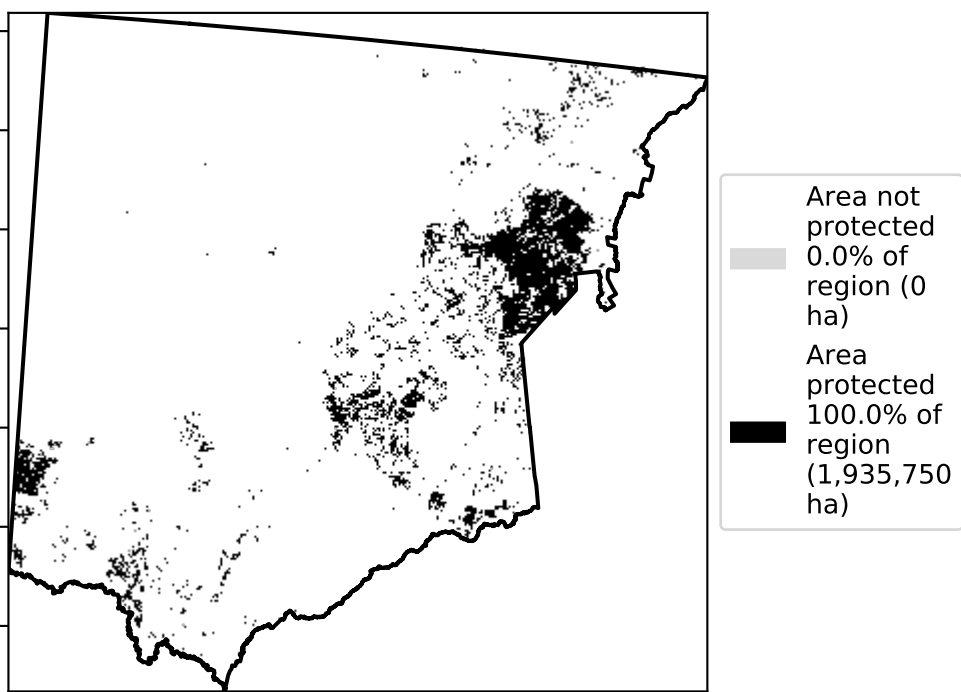 Area not
protected
0.0% of
region (0
ha)
Area
protected
100.0% of
region
(1,935,750
ha)